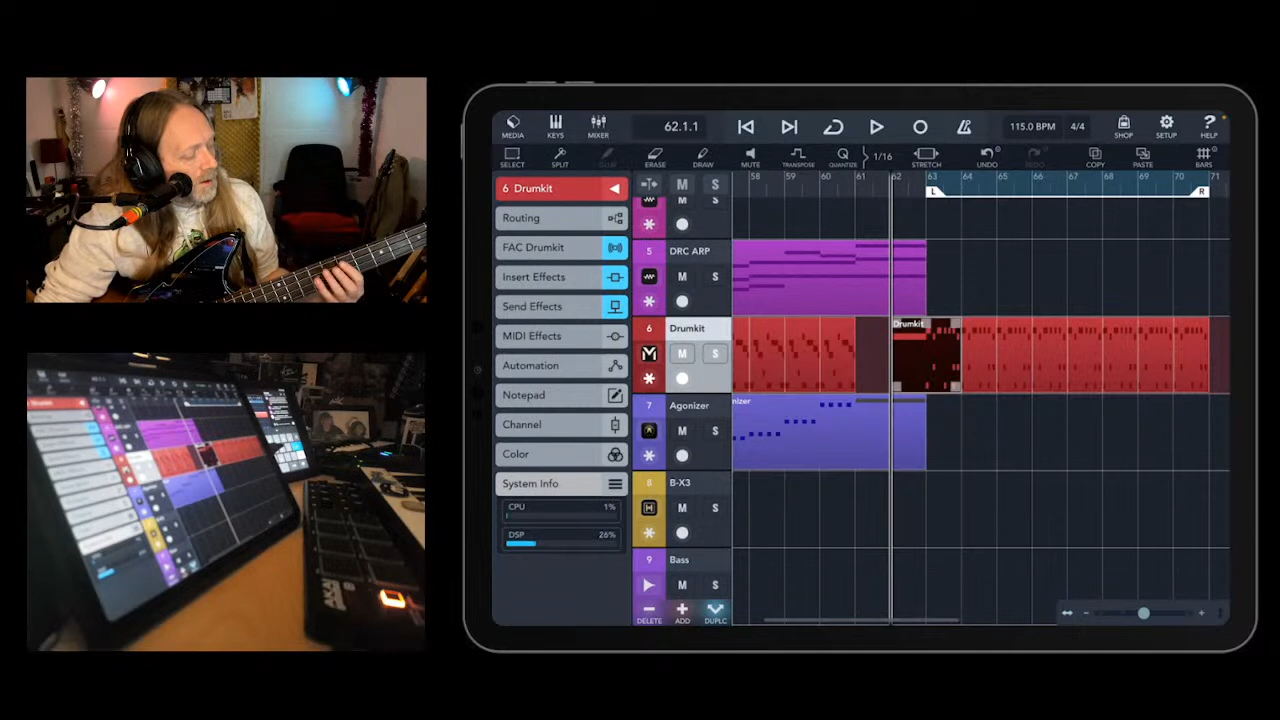 MEDIA KEYS MIXER 62.1.1 115.0 BPM 4/4 SHOP SETUP HELP
SELECT SPLIT GLUE ERASE DRAW MUTE TRANSPOSE QUANTIZE 1/16 STRETCH UNDO REDO COPY PASTE BARS
6 Drumkit M S 58 59 60 61 62 63 64 65 66 67 68 69 70 71
L R
M S
Routing
FAC Drumkit 5 DRC ARP
Insert Effects M S
Send Effects
MIDI Effects 6 Drumkit Drumkit
M S
Automation
Notepad
7 Agonizer nizer
Channel M S
Color
System Info 8 B-X3
CPU 1% M S
DSP 26%
9 Bass
M S
DELETE ADD DUPLC
AKAI